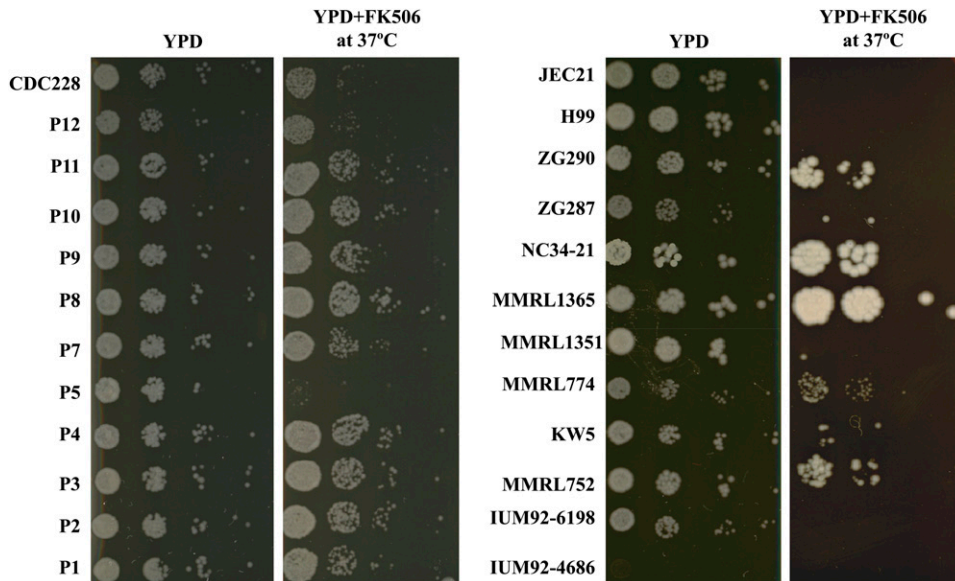 YPD
YPD+FK506
at 37ºC
CDC228
P12
P11
P10
P9
P8
P7
P5
P4
P3
P2
P1
YPD
YPD+FK506
at 37ºC
JEC21
H99
ZG290
ZG287
NC34-21
MMRL1365
MMRL1351
MMRL774
KW5
MMRL752
IUM92-6198
IUM92-4686